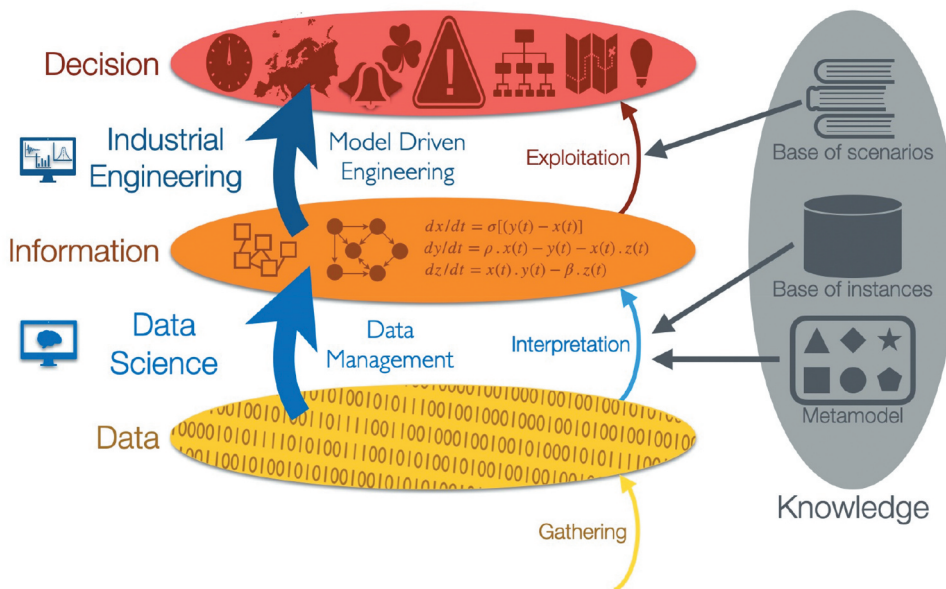 Decision
Industrial
Engineering
Model Driven
Engineering
Exploitation
Base of scenarios
Information
dx/dt = σ[(y(t) − x(t)]
dy/dt = ρ . x(t) − y(t) − x(t) . z(t)
dz/dt = x(t) . y(t) − β . z(t)
Base of instances
Data
Science
Data
Management
Interpretation
Metamodel
Data
Knowledge
Gathering